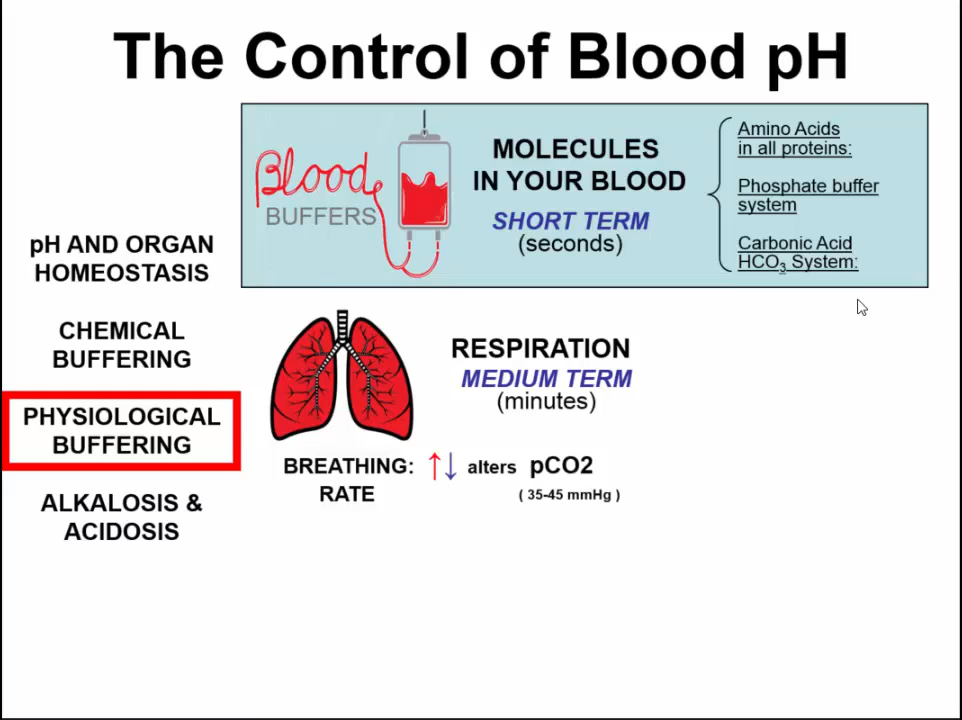 The Control of Blood pH
Blood
BUFFERS
MOLECULES
IN YOUR BLOOD
SHORT TERM
(seconds)
Amino Acids
in all proteins:
Phosphate buffer
system
Carbonic Acid
HCO3 System:
pH AND ORGAN
HOMEOSTASIS
CHEMICAL
BUFFERING
PHYSIOLOGICAL
BUFFERING
ALKALOSIS &
ACIDOSIS
RESPIRATION
MEDIUM TERM
(minutes)
BREATHING: ↑↓ alters pCO2
RATE
( 35-45 mmHg )